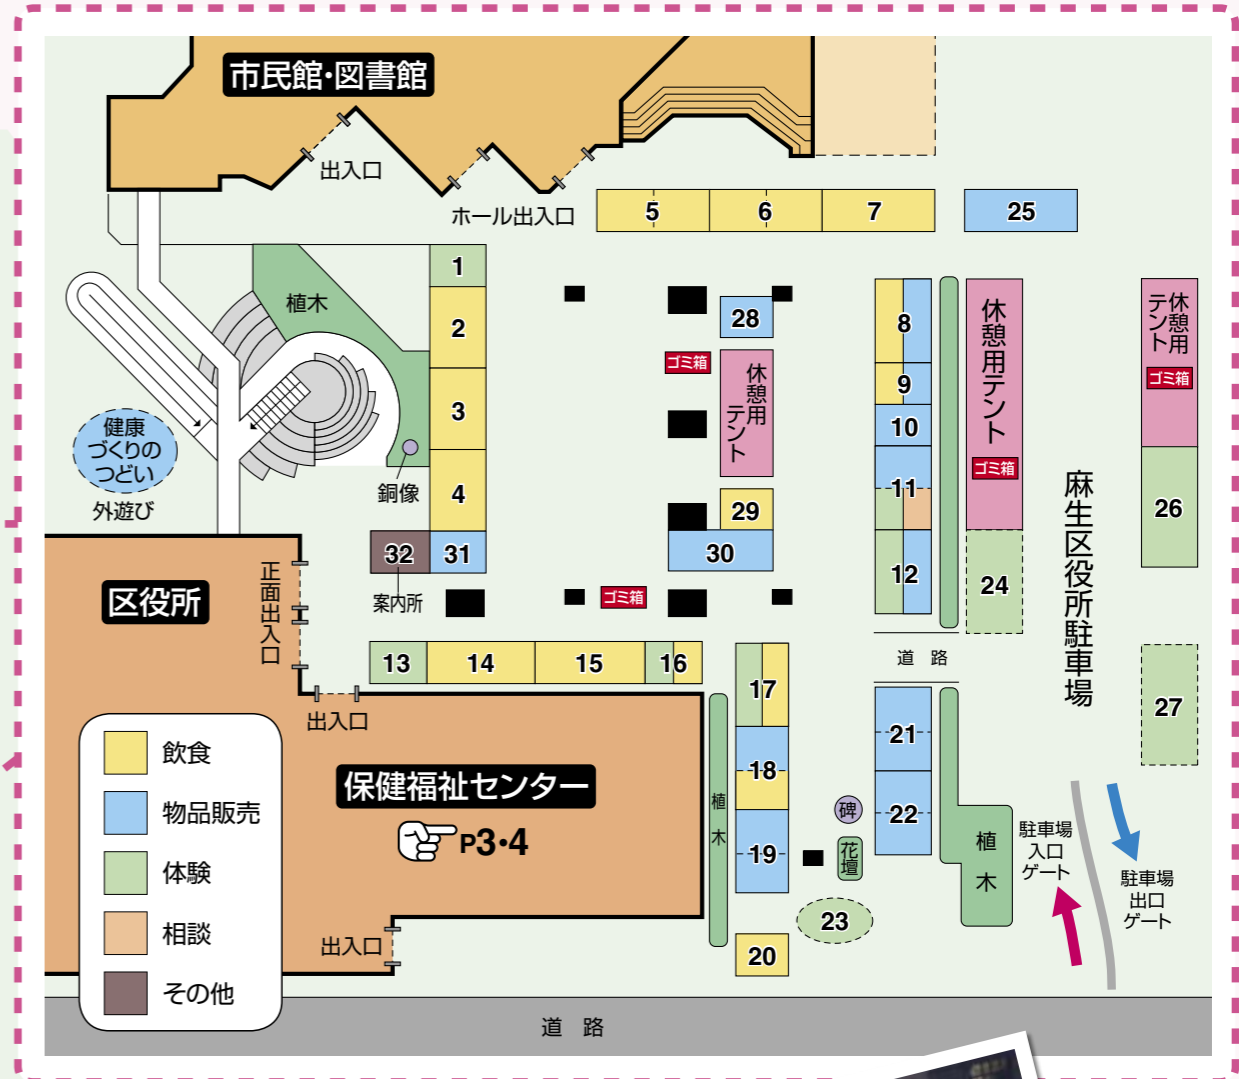 市民館・図書館
出入口
ホール出入口
5
6
7
25
1
2
3
4
植木
銅像
健康
づくりの
つどい
外遊び
32
31
案内所
28
ゴミ箱
休憩用
テント
29
30
ゴミ箱
8
9
10
11
12
休憩用テント
ゴミ箱
24
休憩用
テント
ゴミ箱
26
27
麻生区役所駐車場
区役所
正面出入口
13
14
15
16
17
18
19
20
出入口
保健福祉センター
P3・4
植木
出入口
道路
21
22
碑
花壇
23
植木
駐車場
入口
ゲート
駐車場
出口
ゲート
飲食
物品販売
体験
相談
その他
道路